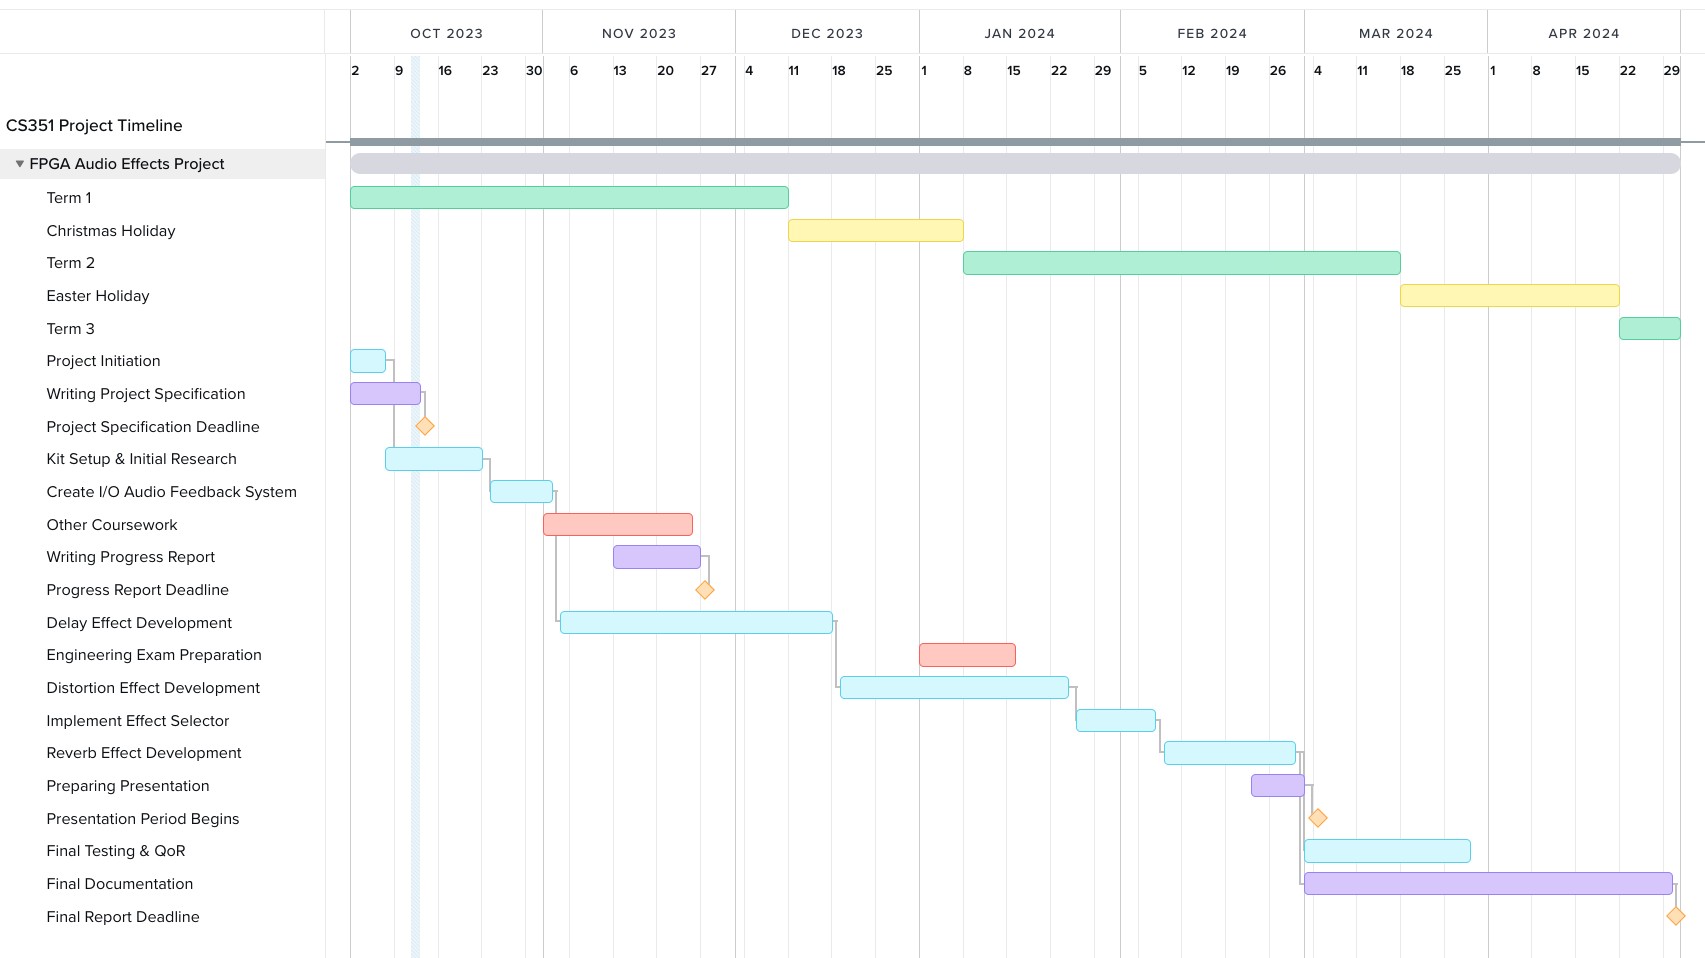 OCT 2023 NOV 2023 DEC 2023 JAN 2024 FEB 2024 MAR 2024 APR 2024
2 9 16 23 30 6 13 20 27 4 11 18 25 1 8 15 22 29 5 12 19 26 4 11 18 25 1 8 15 22 29
CS351 Project Timeline
FPGA Audio Effects Project
Term 1
Christmas Holiday
Term 2
Easter Holiday
Term 3
Project Initiation
Writing Project Specification
Project Specification Deadline
Kit Setup & Initial Research
Create I/O Audio Feedback System
Other Coursework
Writing Progress Report
Progress Report Deadline
Delay Effect Development
Engineering Exam Preparation
Distortion Effect Development
Implement Effect Selector
Reverb Effect Development
Preparing Presentation
Presentation Period Begins
Final Testing & QoR
Final Documentation
Final Report Deadline